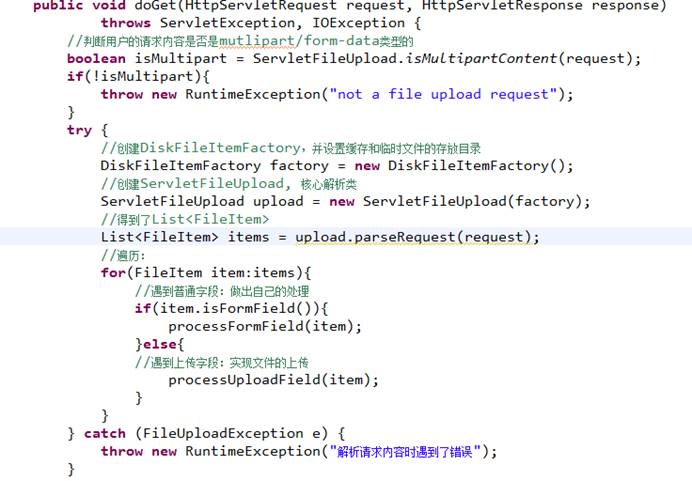 public void doGet(HttpServletRequest request, HttpServletResponse response)
throws ServletException, IOException {
//判断用户的请求内容是否是mutlipart/form-data类型的
boolean isMultipart = ServletFileUpload.isMultipartContent(request);
if(!isMultipart){
throw new RuntimeException("not a file upload request");
}
try {
//创建DiskFileItemFactory，并设置缓存和临时文件的存放目录
DiskFileItemFactory factory = new DiskFileItemFactory();
//创建ServletFileUpload, 核心解析类
ServletFileUpload upload = new ServletFileUpload(factory);
//得到了List<FileItem>
List<FileItem> items = upload.parseRequest(request);
//遍历：
for(FileItem item:items){
//遇到普通字段：做出自己的处理
if(item.isFormField()){
processFormField(item);
}else{
//遇到上传字段：实现文件的上传
processUploadField(item);
}
}
} catch (FileUploadException e) {
throw new RuntimeException("解析请求内容时遇到了错误");
}